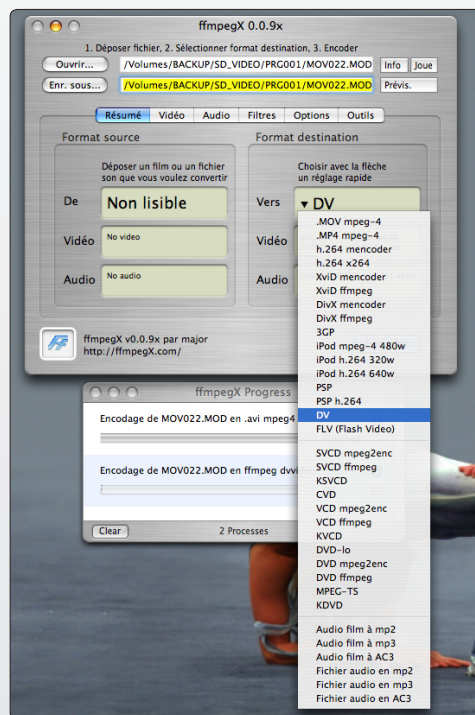 ffmpegX 0.0.9x
1. Déposer fichier, 2. Sélectionner format destination, 3. Encoder
Ouvrir... /Volumes/BACKUP/SD_VIDEO/PRG001/MOV022.MOD Info Joue
Enr. sous... /Volumes/BACKUP/SD_VIDEO/PRG001/MOV022.MOD Prévis.
Résumé Vidéo Audio Filtres Options Outils
Format source
Déposer un film ou un fichier
son que vous voulez convertir
De Non lisible
Vidéo No video
Audio No audio
Format destination
Choisir avec la flèche
un réglage rapide
Vers DV
Vidéo
Audio
ffmpegX v0.0.9x par major
http://ffmpegX.com/
.MOV mpeg-4
.MP4 mpeg-4
h.264 mencoder
h.264 x264
XviD mencoder
XviD ffmpeg
DivX mencoder
DivX ffmpeg
3GP
iPod mpeg-4 480w
iPod h.264 320w
iPod h.264 640w
PSP
PSP h.264
DV
FLV (Flash Video)
SVCD mpeg2enc
SVCD ffmpeg
KSVCD
CVD
VCD mpeg2enc
VCD ffmpeg
KVCD
DVD-lo
DVD mpeg2enc
DVD ffmpeg
MPEG-TS
KDVD
Audio film à mp2
Audio film à mp3
Audio film à AC3
Fichier audio en mp2
Fichier audio en mp3
Fichier audio en AC3
ffmpegX Progress
Encodage de MOV022.MOD en .avi mpeg4
Encodage de MOV022.MOD en ffmpeg dvvi
Clear 2 Processes